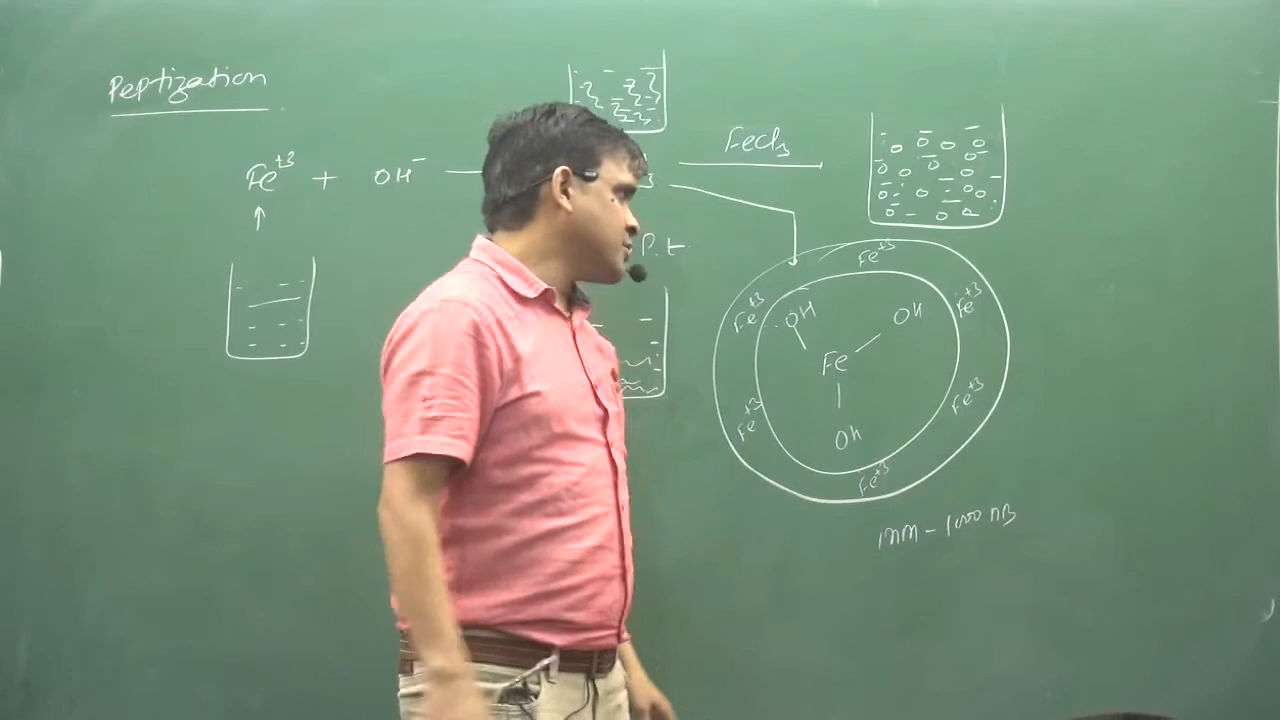 Peptization
Fe+3 + OH- — 3 FeCl3
P.t.
Fe+3
Fe+3 Fe+3
OH OH
Fe
Fe+3 Fe+3
OH
Fe+3
1nm - 1000 n